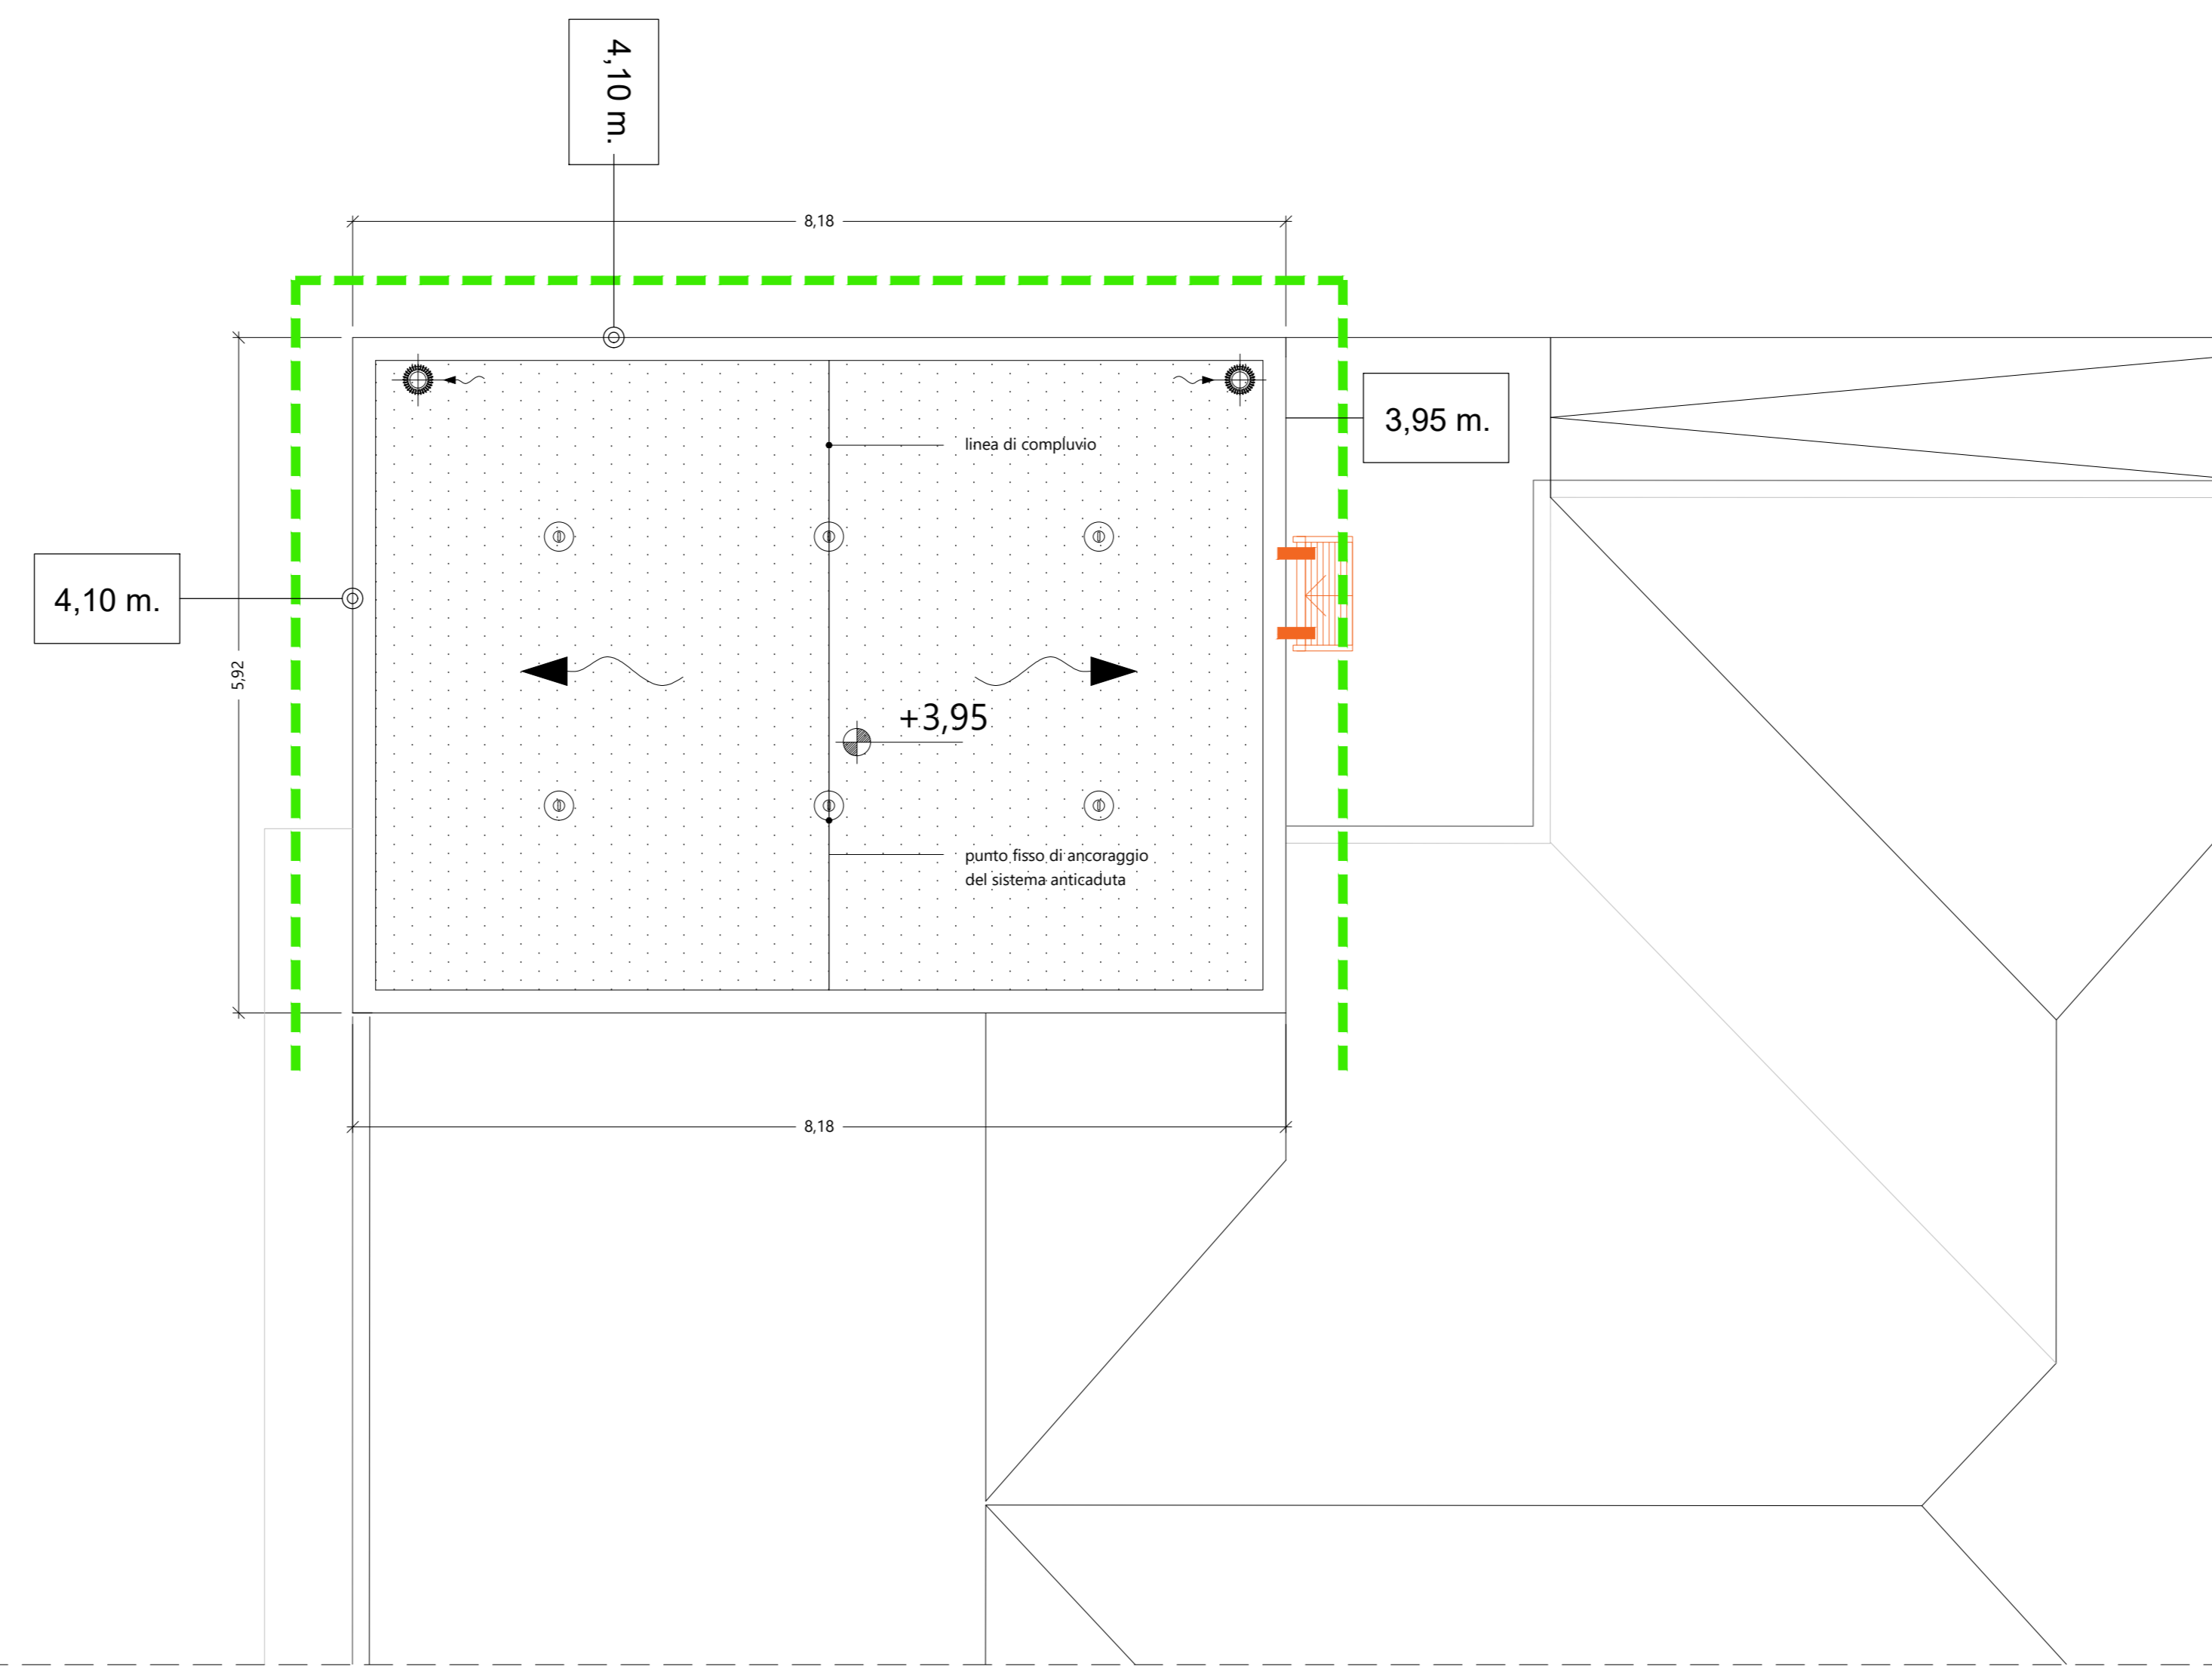 4,10 m.
8,18
linea di compluvio
3,95 m.
4,10 m.
5,92
+3,95
punto fisso di ancoraggio
del sistema anticaduta
8,18